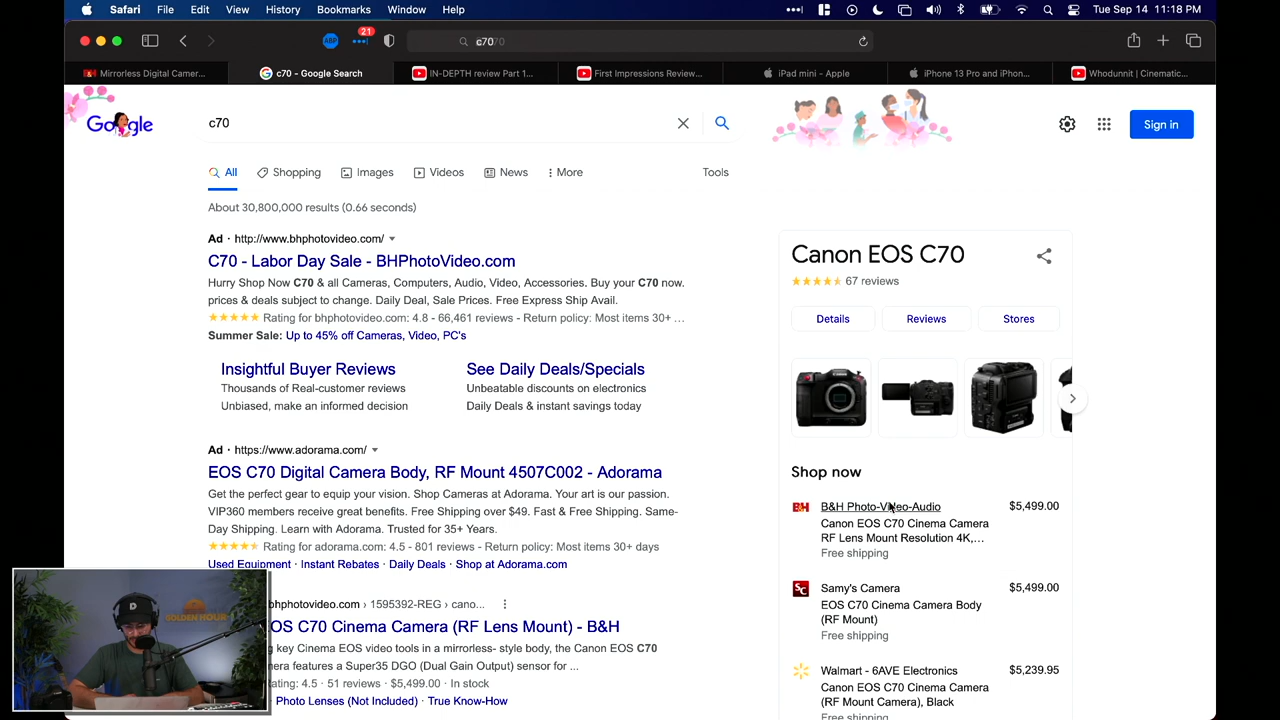 Safari File Edit View History Bookmarks Window Help Tue Sep 14 11:18 PM
21
c70
Mirrorless Digital Camer... c70 - Google Search IN-DEPTH review Part 1... First Impressions Review... iPad mini - Apple iPhone 13 Pro and iPhon... Whodunnit | Cinematic...
Google
c70
Sign in
All Shopping Images Videos News More Tools
About 30,800,000 results (0.66 seconds)
Ad · http://www.bhphotovideo.com/
C70 - Labor Day Sale - BHPhotoVideo.com
Hurry Shop Now C70 & all Cameras, Computers, Audio, Video, Accessories. Buy your C70 now.
prices & deals subject to change. Daily Deal, Sale Prices. Free Express Ship Avail.
Rating for bhphotovideo.com: 4.8 - 66,461 reviews - Return policy: Most items 30+ ...
Summer Sale: Up to 45% off Cameras, Video, PC's
Insightful Buyer Reviews
Thousands of Real-customer reviews
Unbiased, make an informed decision
See Daily Deals/Specials
Unbeatable discounts on electronics
Daily Deals & instant savings today
Ad · https://www.adorama.com/
EOS C70 Digital Camera Body, RF Mount 4507C002 - Adorama
Get the perfect gear to equip your vision. Shop Cameras at Adorama. Your art is our passion.
VIP360 members receive great benefits. Free Shipping over $49. Fast & Free Shipping. Same-
Day Shipping. Learn with Adorama. Trusted for 35+ Years.
Rating for adorama.com: 4.5 - 801 reviews - Return policy: Most items 30+ days
Used Equipment · Instant Rebates · Daily Deals · Shop at Adorama.com
bhphotovideo.com › 1595392-REG › cano...
OS C70 Cinema Camera (RF Lens Mount) - B&H
key Cinema EOS video tools in a mirrorless- style body, the Canon EOS C70
nera features a Super35 DGO (Dual Gain Output) sensor for ...
ating: 4.5 · 51 reviews · $5,499.00 · In stock
Photo Lenses (Not Included) · True Know-How
Canon EOS C70
67 reviews
Details Reviews Stores
Shop now
B&H Photo-Video-Audio $5,499.00
Canon EOS C70 Cinema Camera
RF Lens Mount Resolution 4K,...
Free shipping
Samy's Camera $5,499.00
EOS C70 Cinema Camera Body
(RF Mount)
Free shipping
Walmart - 6AVE Electronics $5,239.95
Canon EOS C70 Cinema Camera
(RF Mount Camera), Black
Free shipping
GOLDEN HOUR